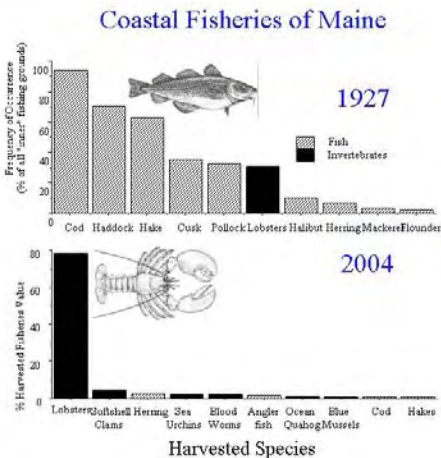 Coastal Fisheries of Maine
1927
Frequency of Occurrence
(% of all "inner" fishing grounds)
100
80
60
40
20
0
Fish
Invertebrates
Cod Haddock Hake Cusk Pollock Lobsters Halibut Herring Mackere Flounder
2004
% Harvested Fisheries Value
80
60
40
20
0
Lobsters Softshell Herring Sea Blood Angler Ocean Blue Cod Hakes
Clams Urchins Worms fish Quahog Mussels
Harvested Species